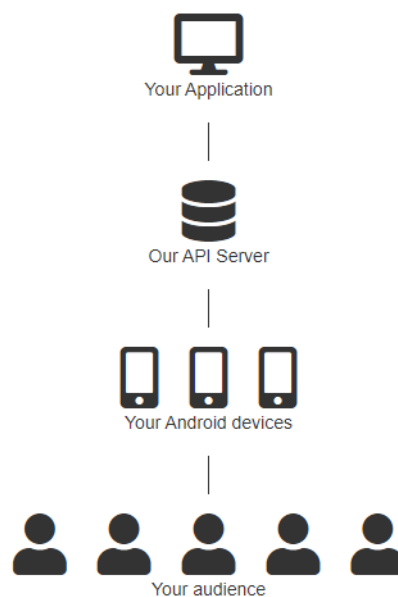 Your Application
Our API Server
Your Android devices
Your audience